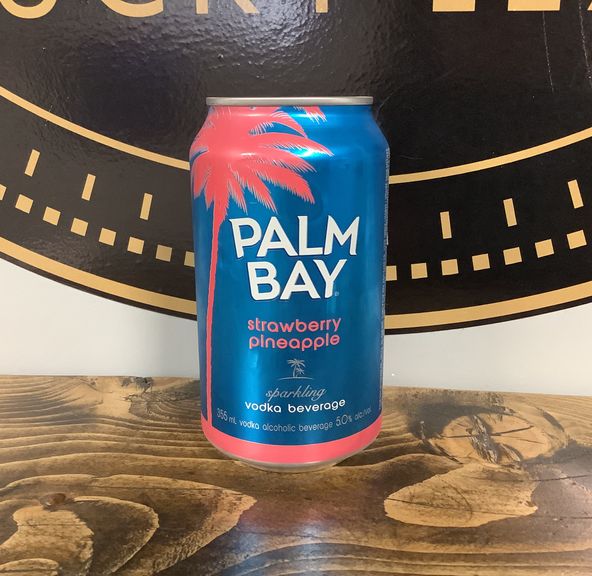 PALM
BAY
strawberry
pineapple
sparkling
vodka beverage
355 mL vodka alcoholic beverage 5.0% alc/vol